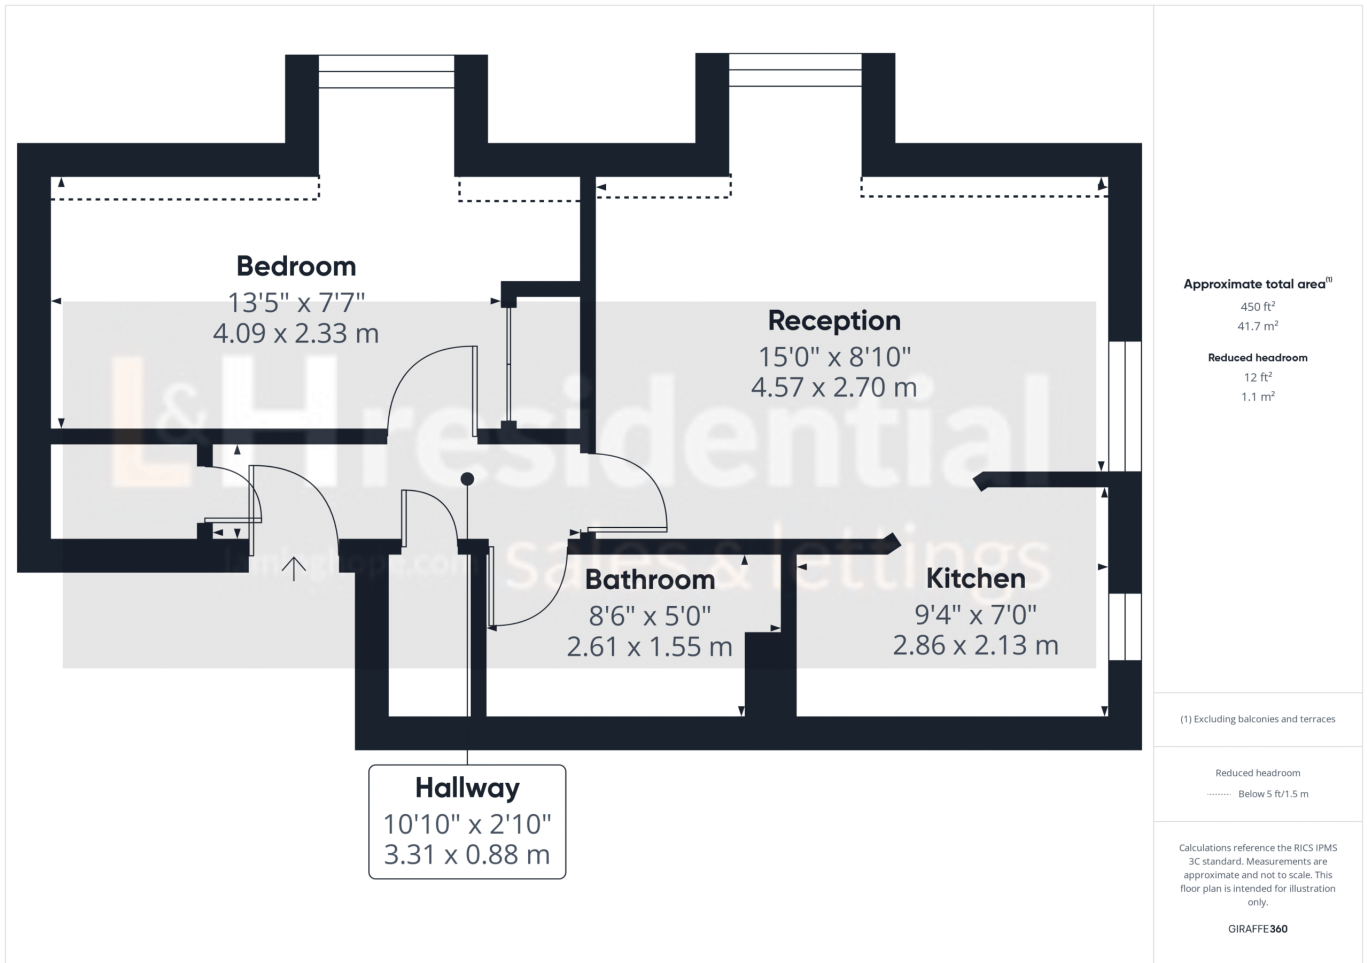 Bedroom
13'5" x 7'7"
4.09 x 2.33 m
Reception
15'0" x 8'10"
4.57 x 2.70 m
L&H residential
sales & lettings
Bathroom
8'6" x 5'0"
2.61 x 1.55 m
Kitchen
9'4" x 7'0"
2.86 x 2.13 m
Hallway
10'10" x 2'10"
3.31 x 0.88 m
Approximate total area(1)
450 ft²
41.7 m²
Reduced headroom
12 ft²
1.1 m²
(1) Excluding balconies and terraces
Reduced headroom
Below 5 ft/1.5 m
Calculations reference the RICS IPMS
3C standard. Measurements are
approximate and not to scale. This
floor plan is intended for illustration
only.
GIRAFFE360